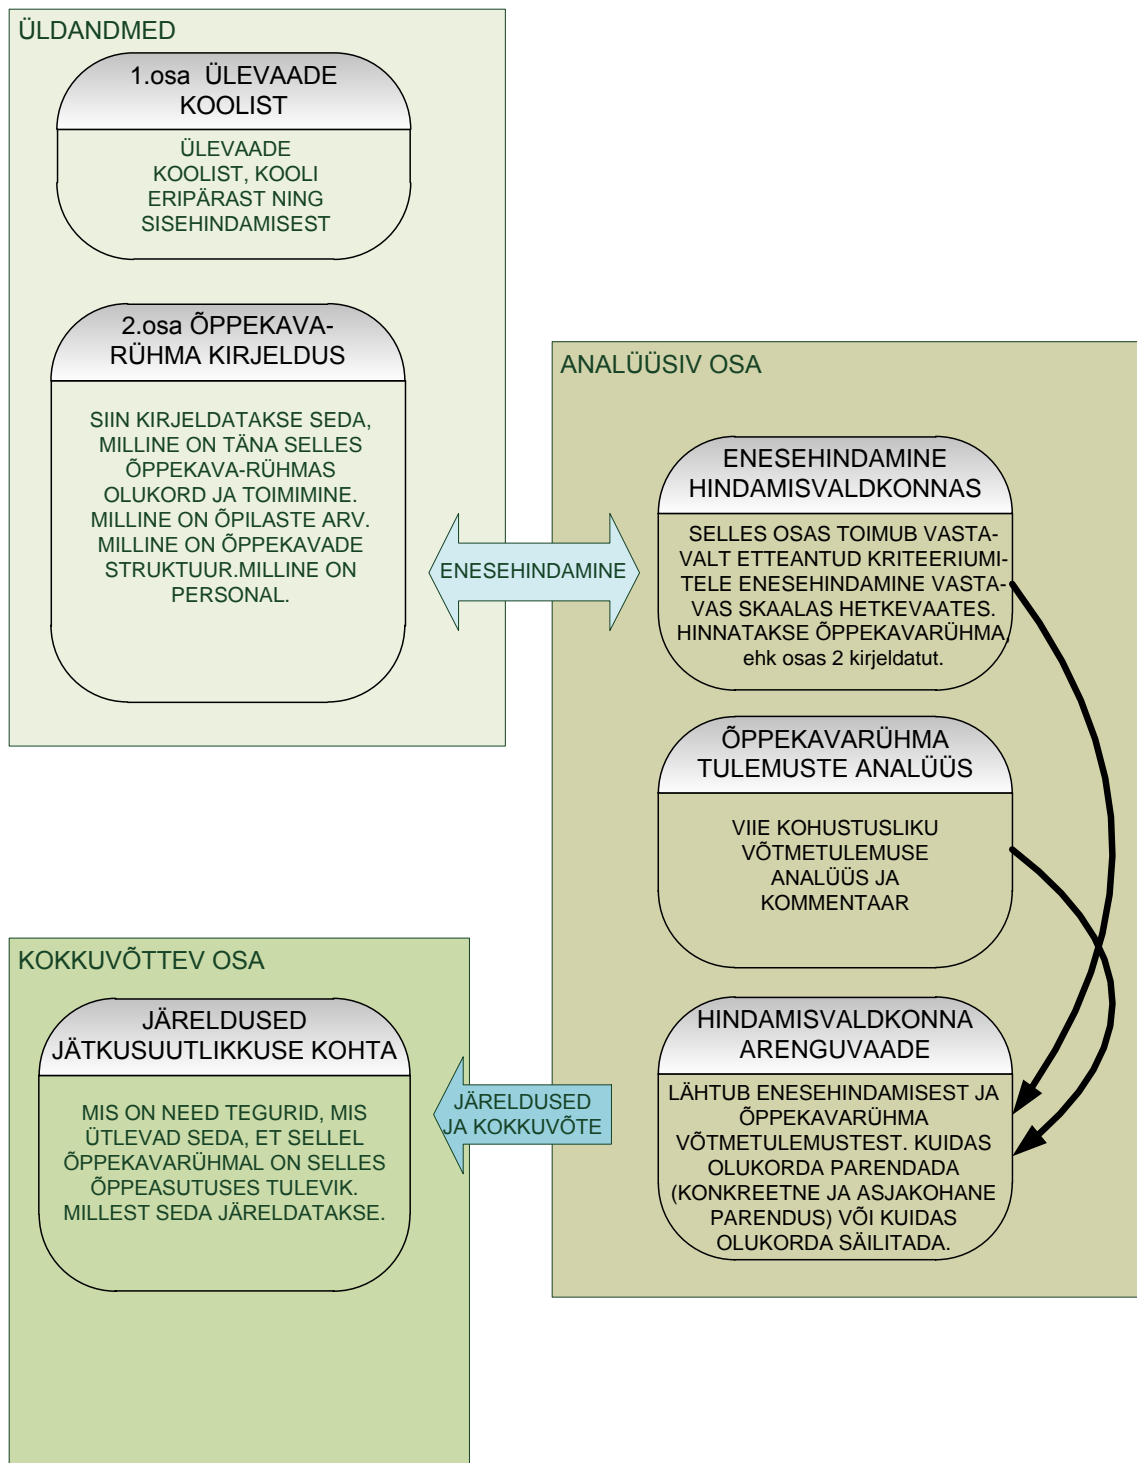 ÜLDANDMED
1.osa ÜLEVAADE
KOOLIST
ÜLEVAADE
KOOLIST, KOOLI
ERIPÄRAST NING
SISEHINDAMISEST
2.osa ÕPPEKAVA-
RÜHMA KIRJELDUS
SIIN KIRJELDATAKSE SEDA,
MILLINE ON TÄNA SELLES
ÕPPEKAVA-RÜHMAS
OLUKORD JA TOIMIMINE.
MILLINE ON ÕPILASTE ARV.
MILLINE ON ÕPPEKAVADE
STRUKTUUR.MILLINE ON
PERSONAL.
ENESEHINDAMINE
ANALÜÜSIV OSA
ENESEHINDAMINE
HINDAMISVALDKONNAS
SELLES OSAS TOIMUB VASTA-
VALT ETTEANTUD KRITEERIUMI-
TELE ENESEHINDAMINE VASTA-
VAS SKAALAS HETKEVAATES.
HINNATAKSE ÕPPEKAVARÜHMA,
ehk osas 2 kirjeldatut.
ÕPPEKAVARÜHMA
TULEMUSTE ANALÜÜS
VIIE KOHUSTUSLIKU
VÕTMETULEMUSE
ANALÜÜS JA
KOMMENTAAR
HINDAMISVALDKONNA
ARENGUVAADE
LÄHTUB ENESEHINDAMISEST JA
ÕPPEKAVARÜHMA
VÕTMETULEMUSTEST. KUIDAS
OLUKORDA PARENDADA
(KONKREETNE JA ASJAKOHANE
PARENDUS) VÕI KUIDAS
OLUKORDA SÄILITADA.
JÄRELDUSED
JA KOKKUVÕTE
KOKKUVÕTTEV OSA
JÄRELDUSED
JÄTKUSUUTLIKKUSE KOHTA
MIS ON NEED TEGURID, MIS
ÜTLEVAD SEDA, ET SELLEL
ÕPPEKAVARÜHMAL ON SELLES
ÕPPEASUTUSES TULEVIK.
MILLEST SEDA JÄRELDATAKSE.